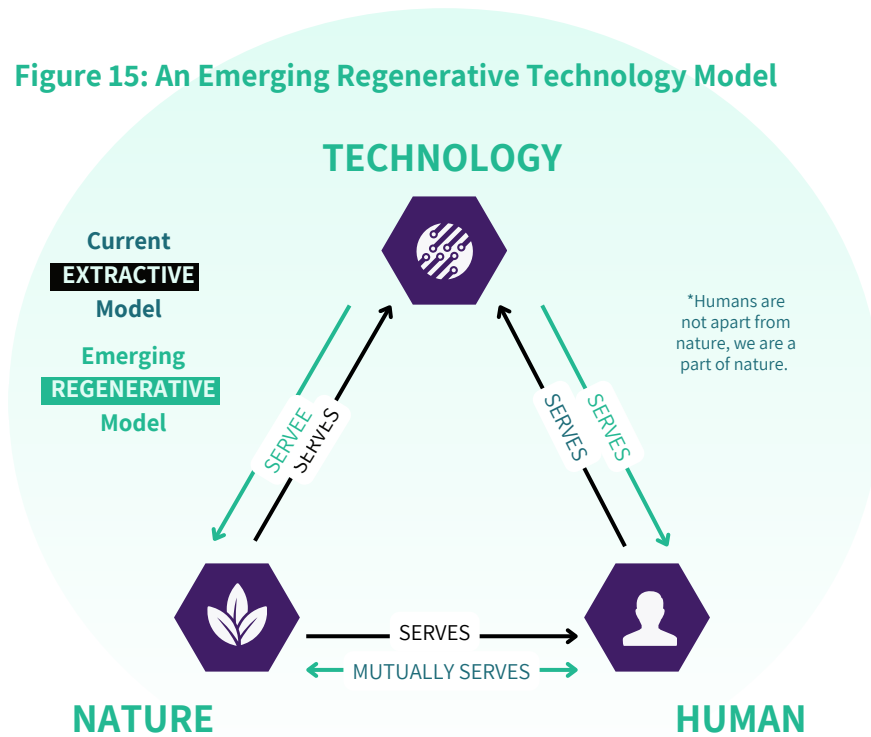 Figure 15: An Emerging Regenerative Technology Model
TECHNOLOGY
Current
EXTRACTIVE
Model
Emerging
REGENERATIVE
Model
*Humans are
not apart from
nature, we are a
part of nature.
SERVEE
SERVES
SERVES
SERVES
SERVES
MUTUALLY SERVES
NATURE
HUMAN